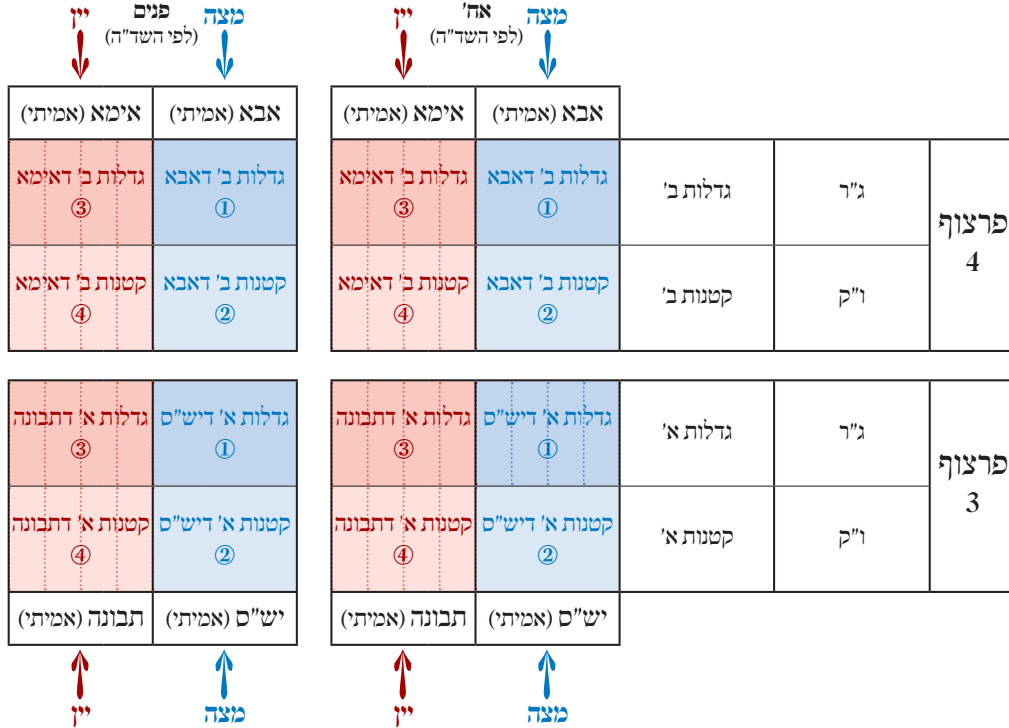 מצה
אח'
(לפי השד"ה)
יין
מצה
פנים
(לפי השד"ה)
יין
אבא (אמיתי)
אימא (אמיתי)
אבא (אמיתי)
אימא (אמיתי)
פרצוף
4
ג"ר
גדלות ב'
גדלות ב' דאבא
①
גדלות ב' דאימא
③
גדלות ב' דאבא
①
גדלות ב' דאימא
③
ו"ק
קטנות ב'
קטנות ב' דאבא
②
קטנות ב' דאימא
④
קטנות ב' דאבא
②
קטנות ב' דאימא
④
פרצוף
3
ג"ר
גדלות א'
גדלות א' דיש"ס
①
גדלות א' דתבונה
③
גדלות א' דיש"ס
①
גדלות א' דתבונה
③
ו"ק
קטנות א'
קטנות א' דיש"ס
②
קטנות א' דתבונה
④
קטנות א' דיש"ס
②
קטנות א' דתבונה
④
יש"ס (אמיתי)
תבונה (אמיתי)
יש"ס (אמיתי)
תבונה (אמיתי)
מצה
יין
מצה
יין